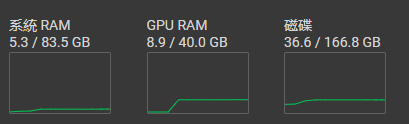 系統 RAM
5.3 / 83.5 GB
GPU RAM
8.9 / 40.0 GB
磁碟
36.6 / 166.8 GB